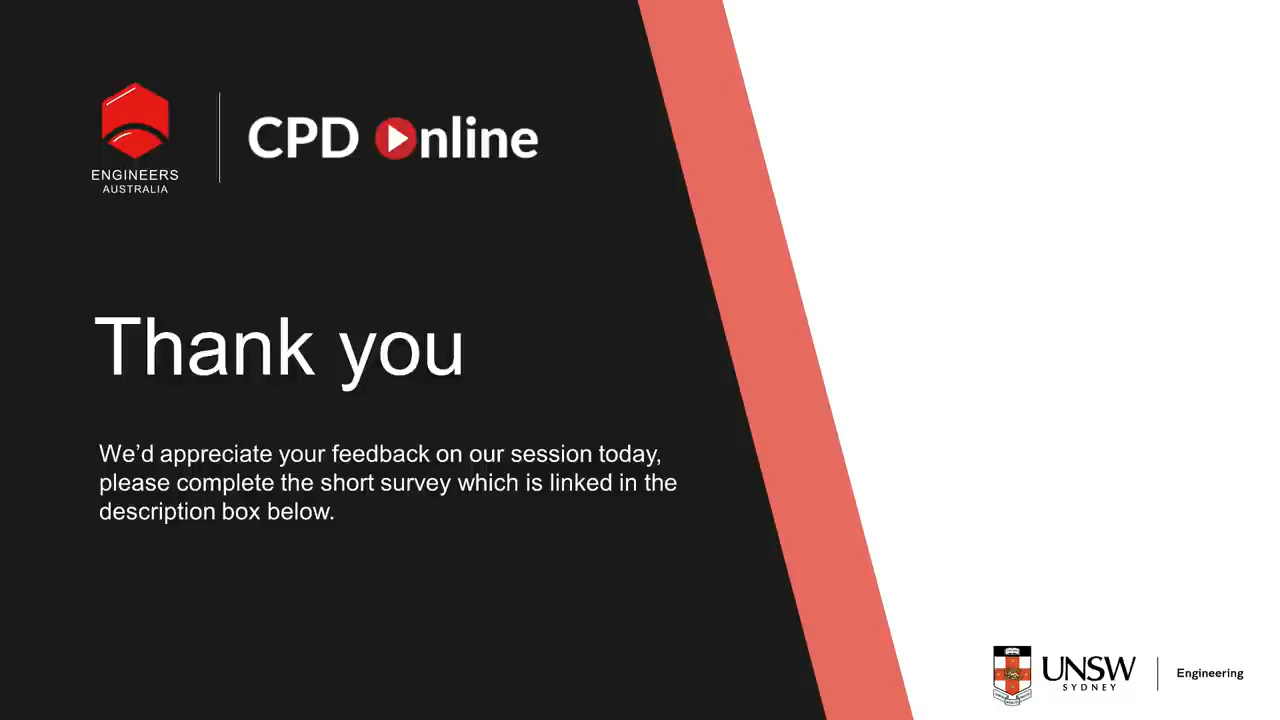 ENGINEERS
AUSTRALIA
CPD Online
Thank you
We’d appreciate your feedback on our session today,
please complete the short survey which is linked in the
description box below.
UNSW
SYDNEY
Engineering